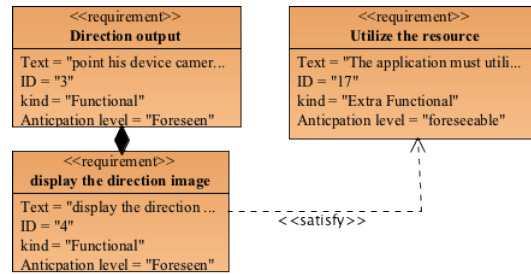 <<requirement>>
Direction output
Text = "point his device camer...
ID = "3"
kind = "Functional"
Anticpation level = "Foreseen"
<<requirement>>
Utilize the resource
Text = "The application must utili...
ID = "17"
kind = "Extra Functional"
Anticpation level = "foreseeable"
<<requirement>>
display the direction image
Text = "display the direction ...
ID = "4"
kind = "Functional"
Anticpation level = "Foreseen"
<<satisfy>>